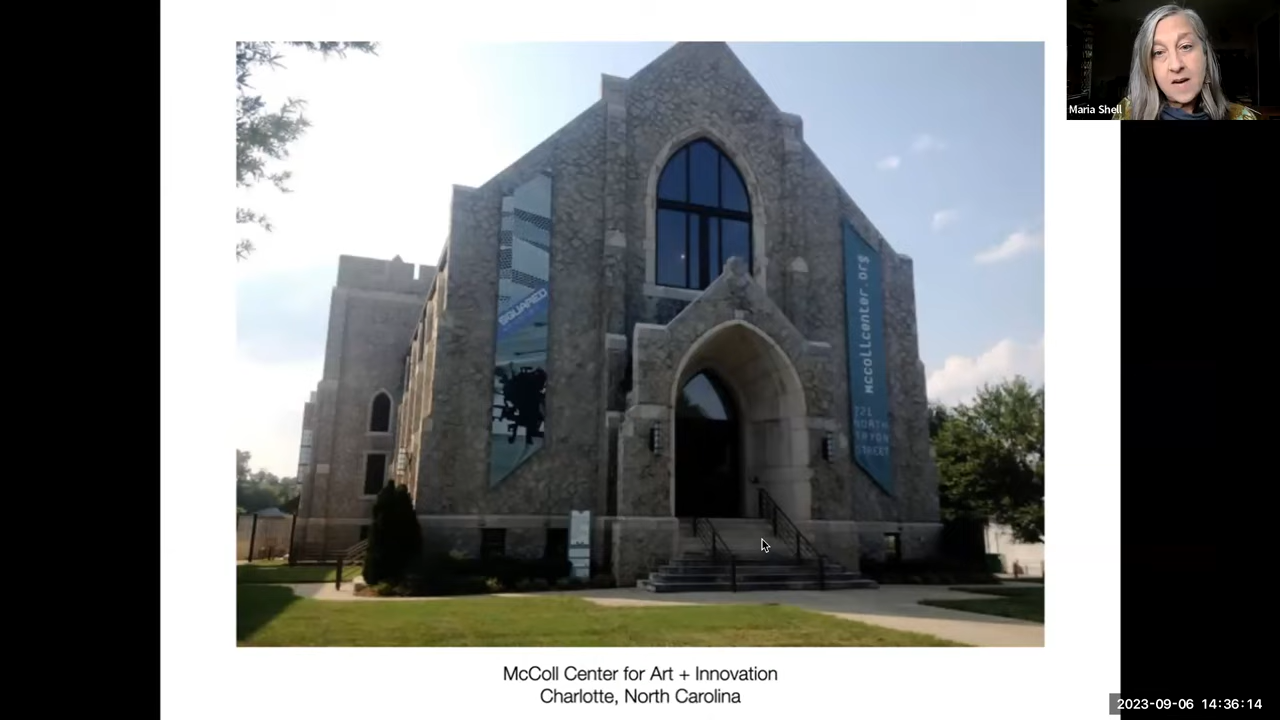 Maria Shell
SQUARED
mccollcenter.org
721
NORTH
TRYON
STREET
McColl Center for Art + Innovation
Charlotte, North Carolina
2023-09-06 14:36:14